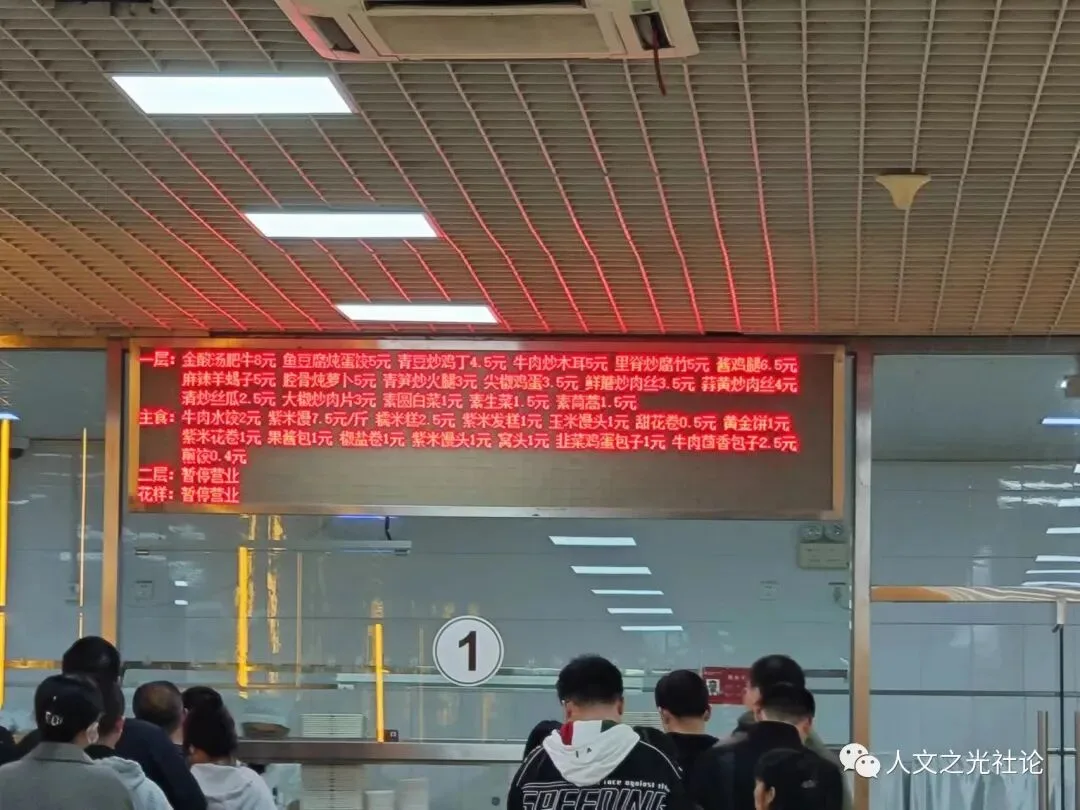 一层: 金酸汤肥牛8元 鱼豆腐炖蛋饺5元 青豆炒鸡丁4.5元 牛肉炒木耳5元 里脊炒腐竹5元 酱鸡腿6.5元
麻辣羊蝎子5元 腔骨炖萝卜5元 青笋炒火腿3元 尖椒鸡蛋3.5元 鲜蘑炒肉丝3.5元 蒜黄炒肉丝4元
清炒丝瓜2.5元 大椒炒肉片3元 素圆白菜1元 素生菜1.5元 素茼蒿1.5元
主食: 牛肉水饺2元 紫米馒7.5元/斤 糯米糕2.5元 紫米发糕1元 玉米馒头1元 甜花卷0.5元 黄金饼1元
紫米花卷1元 果酱包1元 椒盐卷1元 紫米馒头1元 窝头1元 韭菜鸡蛋包子1元 牛肉茴香包子2.5元
煎饺0.4元
二层: 暂停营业
花样: 暂停营业
1
race against ti
SPEEDING
人文之光社论